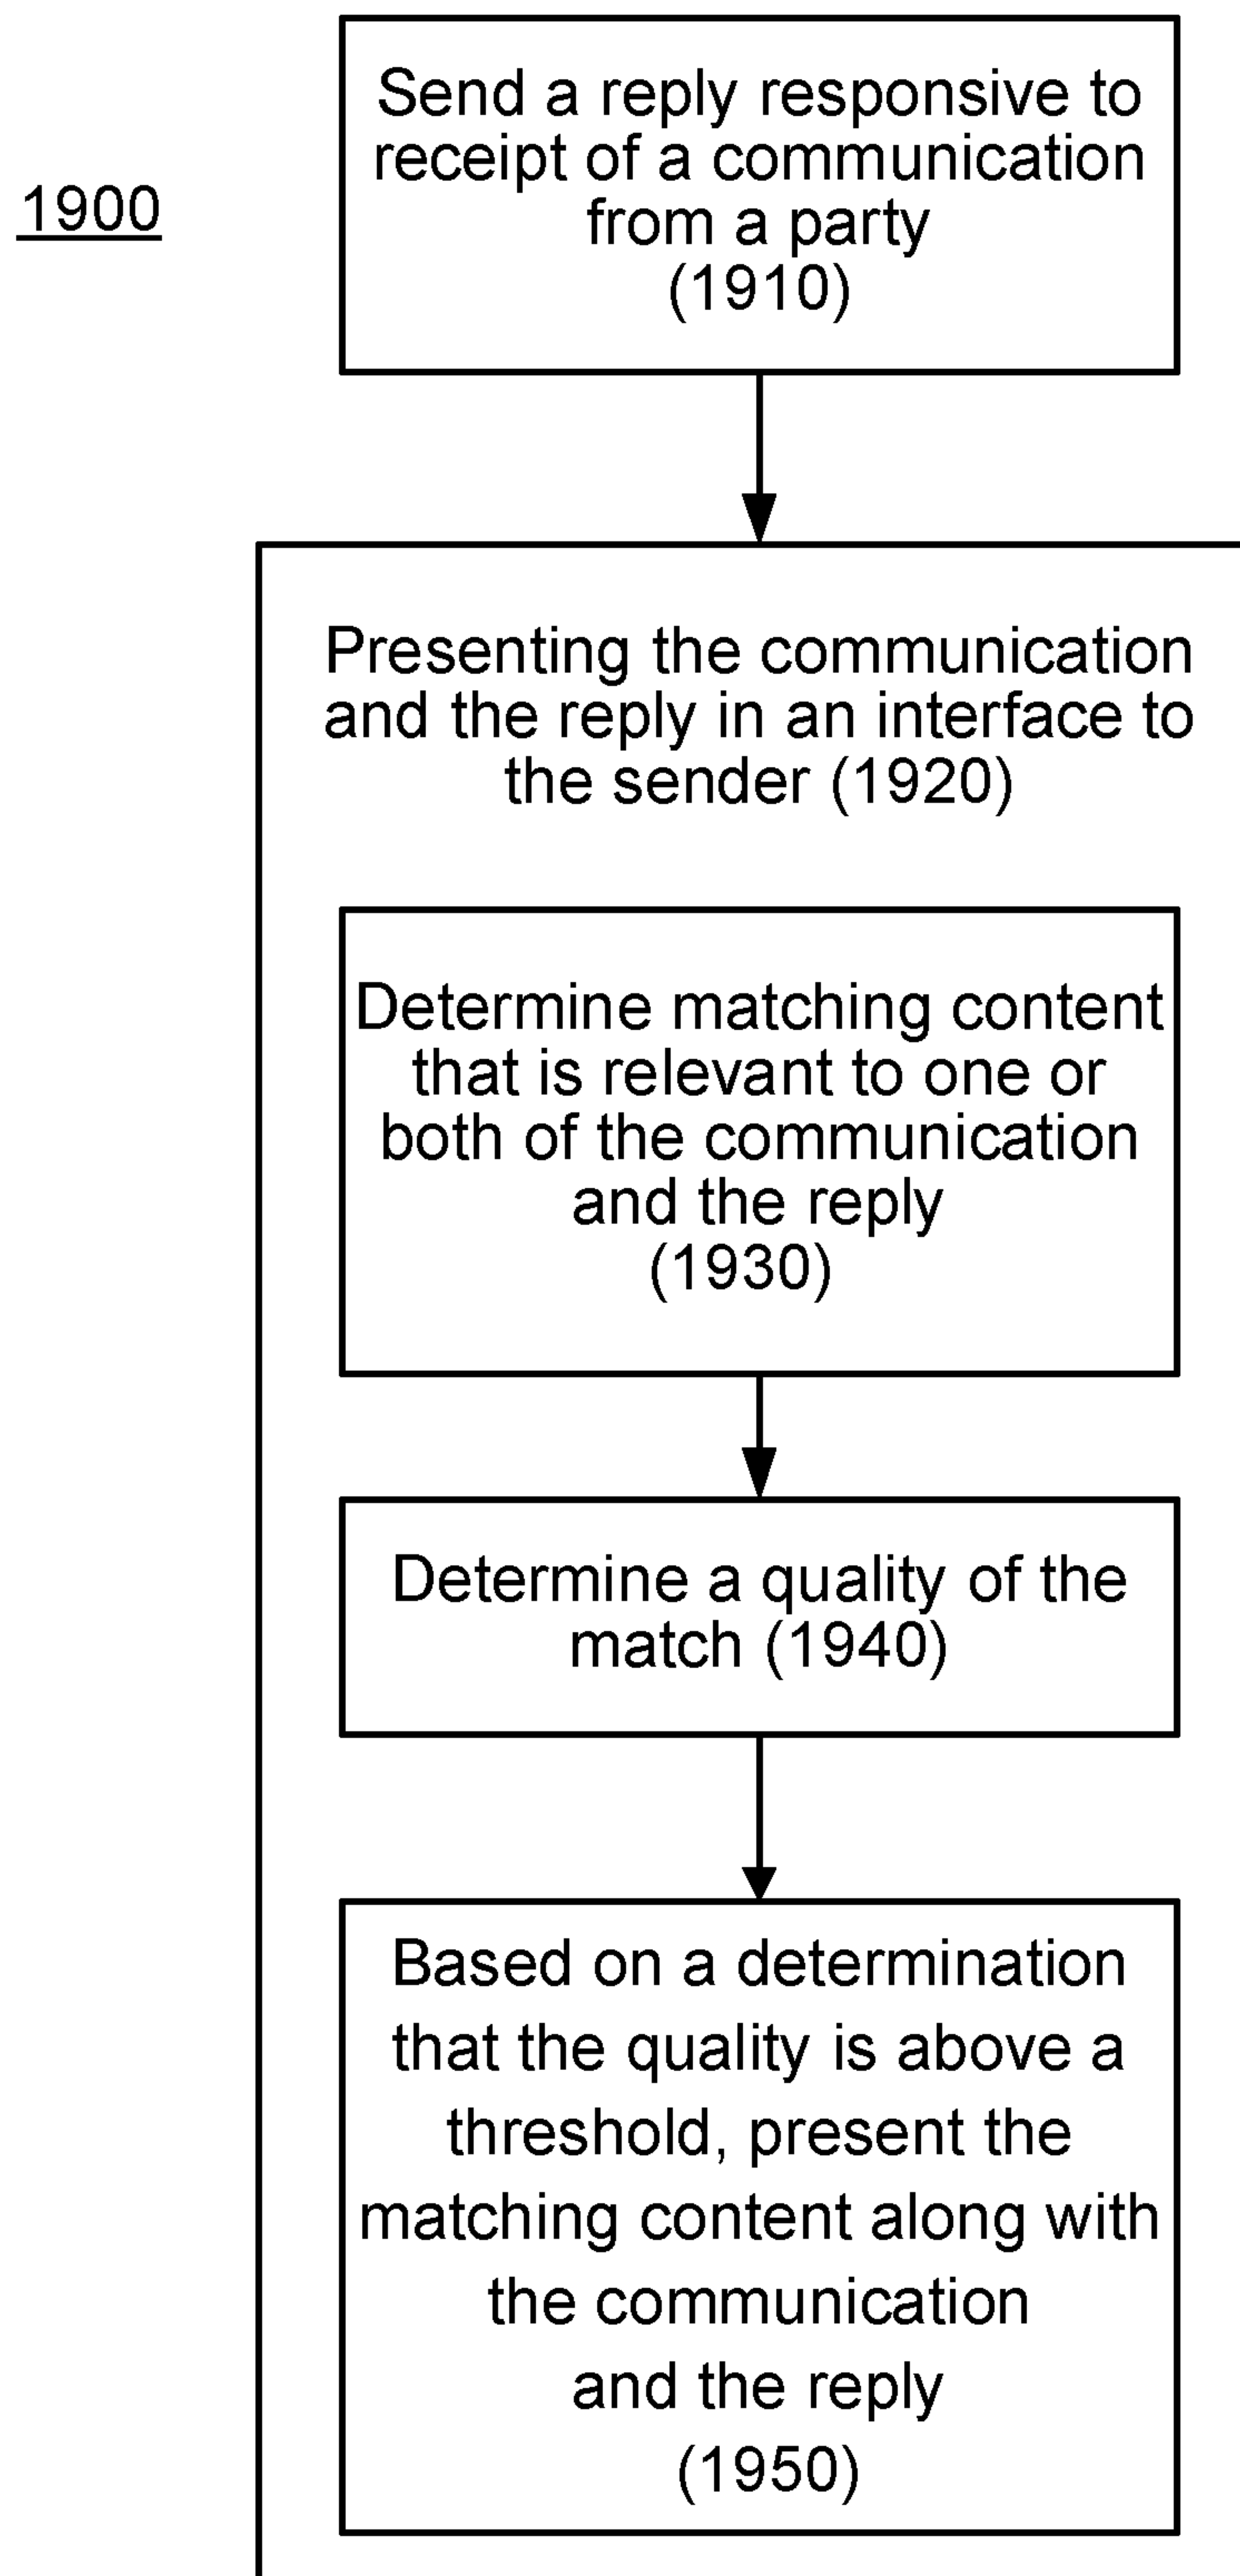 1900
Send a reply responsive to
receipt of a communication
from a party
(1910)
Presenting the communication
and the reply in an interface to
the sender (1920)
Determine matching content
that is relevant to one or
both of the communication
and the reply
(1930)
Determine a quality of the
match (1940)
Based on a determination
that the quality is above a
threshold, present the
matching content along with
the communication
and the reply
(1950)